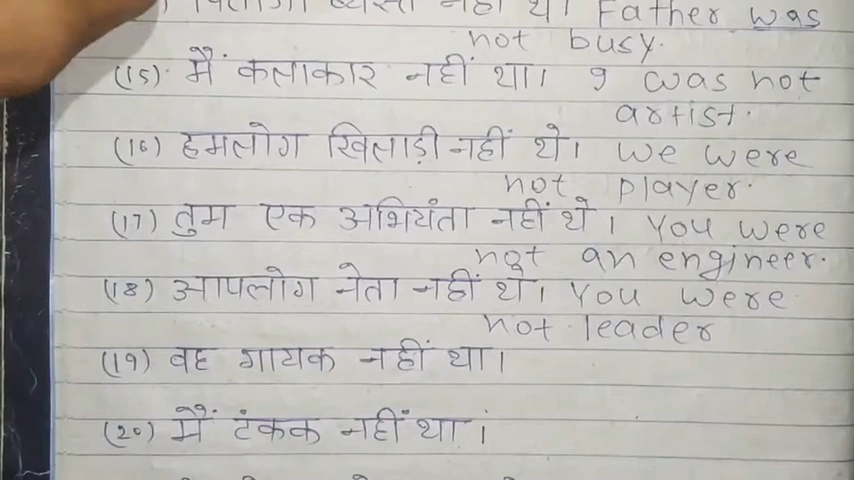 पिताजी व्यस्त नहीं थे। Father was
not busy.
(15). मैं कलाकार नहीं था। I was not
artist.
(16) हमलोग खिलाड़ी नहीं थे। We were
not player.
(17) तुम एक अभियंता नहीं थे। You were
not an engineer.
(18) आपलोग नेता नहीं थे। You were
not leader
(19) वह गायक नहीं था।
(20) मैं टंकक नहीं था।